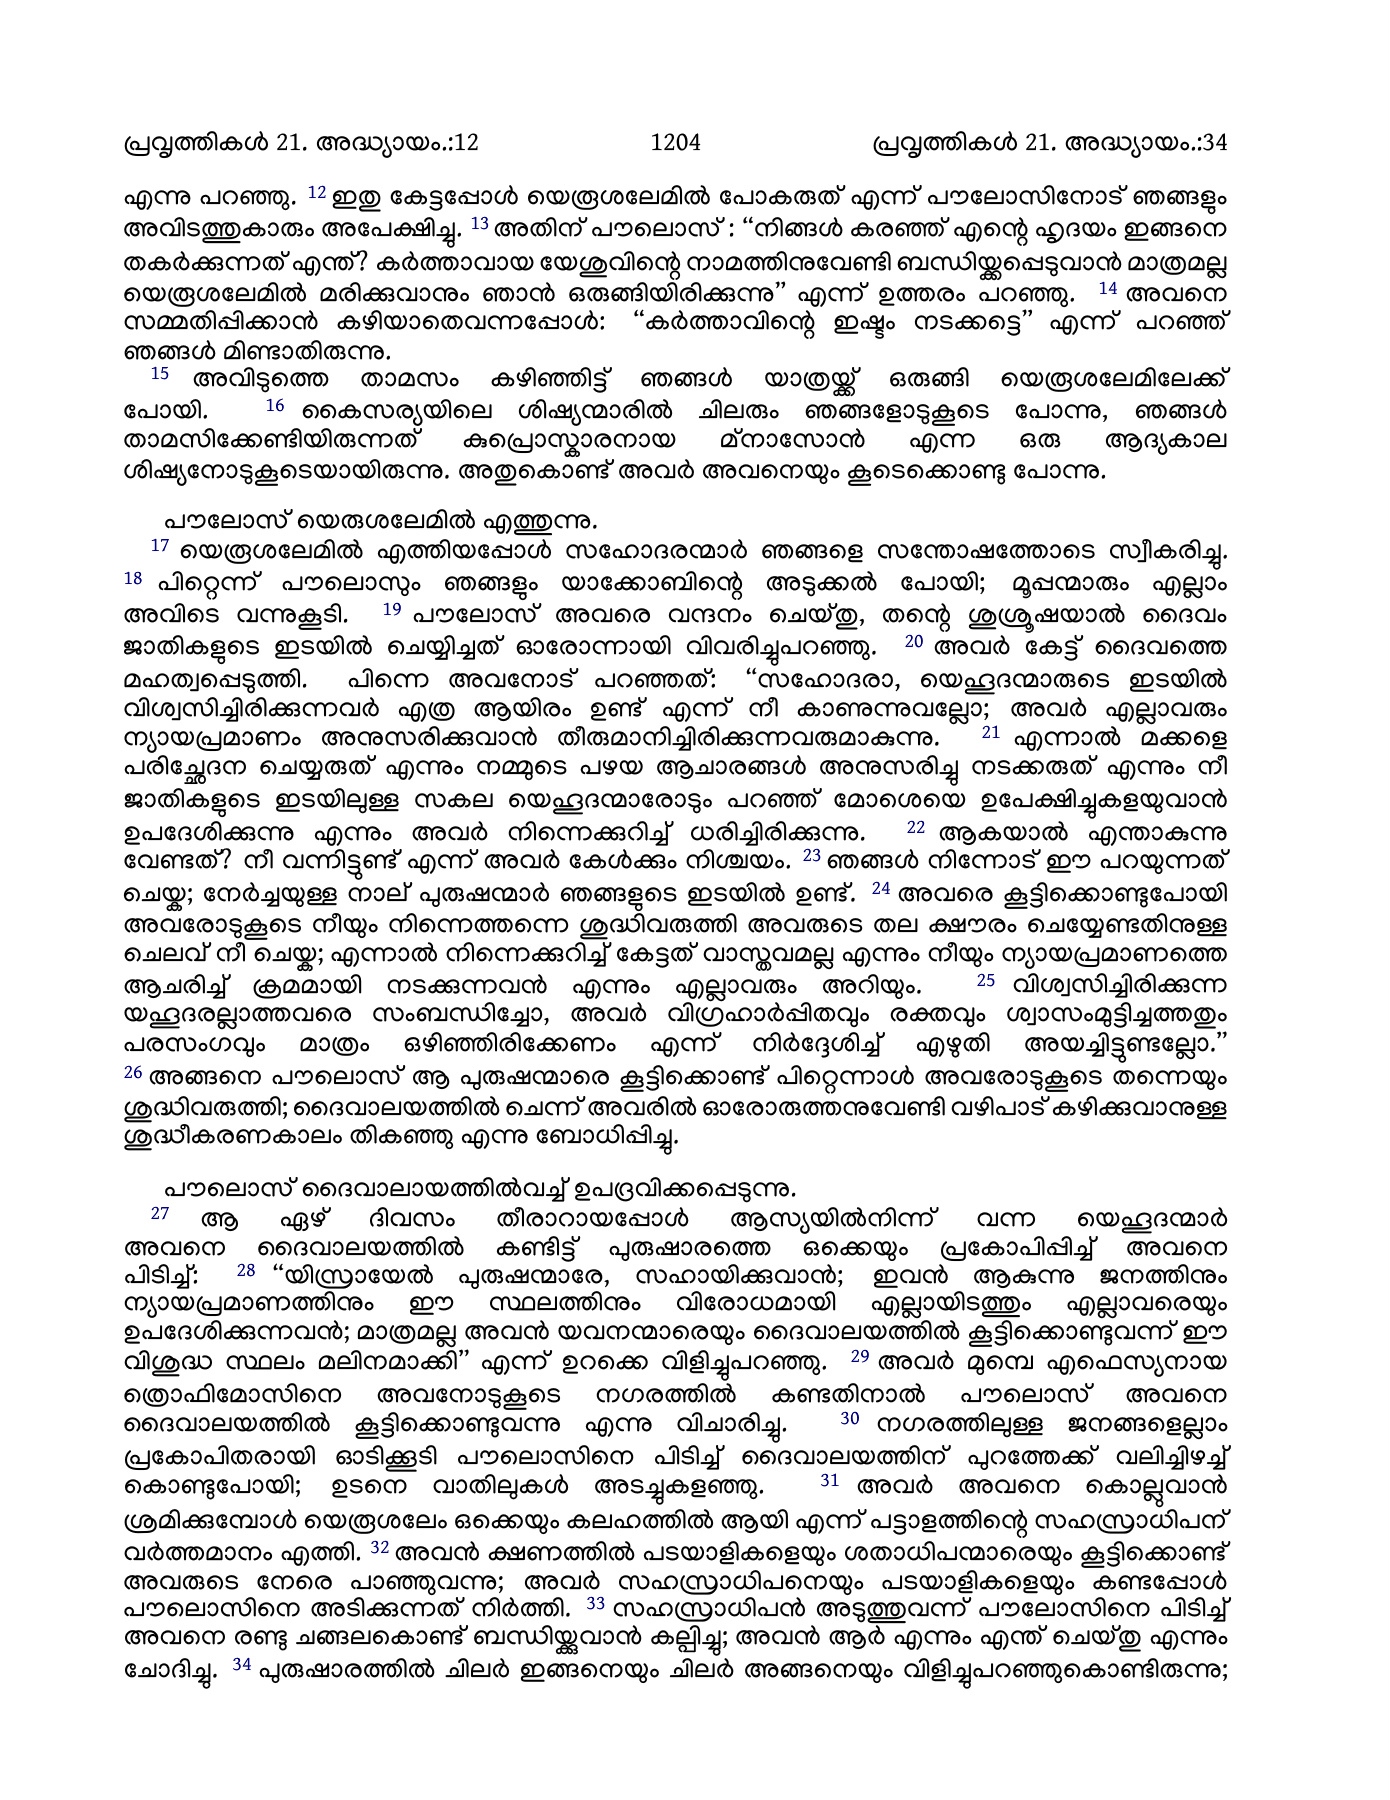 പ്രവൃത്തികൾ 21. അദ്ധ്യായം.:12 1204 പ്രവൃത്തികൾ 21. അദ്ധ്യായം.:34
എന്നു പറഞ്ഞു. 12 ഇതു കേട്ടപ്പോൾ യെരൂശലേമിൽ പോകരുത് എന്ന് പൗലോസിനോട് ഞങ്ങളും
അവിടത്തുകാരും അപേക്ഷിച്ചു. 13 അതിന് പൗലൊസ് : “നിങ്ങൾ കരഞ്ഞ് എന്റെ ഹൃദയം ഇങ്ങനെ
തകർക്കുന്നത് എന്ത്? കർത്താവായ യേശുവിന്റെ നാമത്തിനുവേണ്ടി ബന്ധിയ്ക്കപ്പെടുവാൻ മാത്രമല്ല
യെരൂശലേമിൽ മരിക്കുവാനും ഞാൻ ഒരുങ്ങിയിരിക്കുന്നു” എന്ന് ഉത്തരം പറഞ്ഞു. 14 അവനെ
സമ്മതിപ്പിക്കാൻ കഴിയാതെവന്നപ്പോൾ: “കർത്താവിന്റെ ഇഷ്ടം നടക്കട്ടെ” എന്ന് പറഞ്ഞ്
ഞങ്ങൾ മിണ്ടാതിരുന്നു.
15 അവിടുത്തെ താമസം കഴിഞ്ഞിട്ട് ഞങ്ങൾ യാത്രയ്ക്ക് ഒരുങ്ങി യെരൂശലേമിലേക്ക്
പോയി. 16 കൈസര്യയിലെ ശിഷ്യന്മാരിൽ ചിലരും ഞങ്ങളോടുകൂടെ പോന്നു, ഞങ്ങൾ
താമസിക്കേണ്ടിയിരുന്നത് കുപ്രൊസ്കാരനായ മ്നാസോൻ എന്ന ഒരു ആദ്യകാല
ശിഷ്യനോടുകൂടെയായിരുന്നു. അതുകൊണ്ട് അവർ അവനെയും കൂടെക്കൊണ്ടു പോന്നു.
പൗലോസ് യെരുശലേമിൽ എത്തുന്നു.
17 യെരൂശലേമിൽ എത്തിയപ്പോൾ സഹോദരന്മാർ ഞങ്ങളെ സന്തോഷത്തോടെ സ്വീകരിച്ചു.
18 പിറ്റെന്ന് പൗലൊസും ഞങ്ങളും യാക്കോബിന്റെ അടുക്കൽ പോയി; മൂപ്പന്മാരും എല്ലാം
അവിടെ വന്നുകൂടി. 19 പൗലോസ് അവരെ വന്ദനം ചെയ്തു, തന്റെ ശുശ്രൂഷയാൽ ദൈവം
ജാതികളുടെ ഇടയിൽ ചെയ്യിച്ചത് ഓരോന്നായി വിവരിച്ചുപറഞ്ഞു. 20 അവർ കേട്ട് ദൈവത്തെ
മഹത്വപ്പെടുത്തി. പിന്നെ അവനോട് പറഞ്ഞത്: “സഹോദരാ, യെഹൂദന്മാരുടെ ഇടയിൽ
വിശ്വസിച്ചിരിക്കുന്നവർ എത്ര ആയിരം ഉണ്ട് എന്ന് നീ കാണുന്നുവല്ലോ; അവർ എല്ലാവരും
ന്യായപ്രമാണം അനുസരിക്കുവാൻ തീരുമാനിച്ചിരിക്കുന്നവരുമാകുന്നു. 21 എന്നാൽ മക്കളെ
പരിച്ഛേദന ചെയ്യരുത് എന്നും നമ്മുടെ പഴയ ആചാരങ്ങൾ അനുസരിച്ചു നടക്കരുത് എന്നും നീ
ജാതികളുടെ ഇടയിലുള്ള സകല യെഹൂദന്മാരോടും പറഞ്ഞ് മോശെയെ ഉപേക്ഷിച്ചുകളയുവാൻ
ഉപദേശിക്കുന്നു എന്നും അവർ നിന്നെക്കുറിച്ച് ധരിച്ചിരിക്കുന്നു. 22 ആകയാൽ എന്താകുന്നു
വേണ്ടത്? നീ വന്നിട്ടുണ്ട് എന്ന് അവർ കേൾക്കും നിശ്ചയം. 23 ഞങ്ങൾ നിന്നോട് ഈ പറയുന്നത്
ചെയ്ക; നേർച്ചയുള്ള നാല് പുരുഷന്മാർ ഞങ്ങളുടെ ഇടയിൽ ഉണ്ട്. 24 അവരെ കൂട്ടിക്കൊണ്ടുപോയി
അവരോടുകൂടെ നീയും നിന്നെത്തന്നെ ശുദ്ധിവരുത്തി അവരുടെ തല ക്ഷൗരം ചെയ്യേണ്ടതിനുള്ള
ചെലവ് നീ ചെയ്ക; എന്നാൽ നിന്നെക്കുറിച്ച് കേട്ടത് വാസ്തവമല്ല എന്നും നീയും ന്യായപ്രമാണത്തെ
ആചരിച്ച് ക്രമമായി നടക്കുന്നവൻ എന്നും എല്ലാവരും അറിയും. 25 വിശ്വസിച്ചിരിക്കുന്ന
യഹൂദരല്ലാത്തവരെ സംബന്ധിച്ചോ, അവർ വിഗ്രഹാർപ്പിതവും രക്തവും ശ്വാസംമുട്ടിച്ചത്തതും
പരസംഗവും മാത്രം ഒഴിഞ്ഞിരിക്കേണം എന്ന് നിർദ്ദേശിച്ച് എഴുതി അയച്ചിട്ടുണ്ടല്ലോ.”
26 അങ്ങനെ പൗലൊസ് ആ പുരുഷന്മാരെ കൂട്ടിക്കൊണ്ട് പിറ്റെന്നാൾ അവരോടുകൂടെ തന്നെയും
ശുദ്ധിവരുത്തി; ദൈവാലയത്തിൽ ചെന്ന് അവരിൽ ഓരോരുത്തനുവേണ്ടി വഴിപാട് കഴിക്കുവാനുള്ള
ശുദ്ധീകരണകാലം തികഞ്ഞു എന്നു ബോധിപ്പിച്ചു.
പൗലൊസ് ദൈവാലായത്തിൽവച്ച് ഉപദ്രവിക്കപ്പെടുന്നു.
27 ആ ഏഴ് ദിവസം തീരാറായപ്പോൾ ആസ്യയിൽനിന്ന് വന്ന യെഹൂദന്മാർ
അവനെ ദൈവാലയത്തിൽ കണ്ടിട്ട് പുരുഷാരത്തെ ഒക്കെയും പ്രകോപിപ്പിച്ച് അവനെ
പിടിച്ച്: 28 “യിസ്രായേൽ പുരുഷന്മാരേ, സഹായിക്കുവാൻ; ഇവൻ ആകുന്നു ജനത്തിനും
ന്യായപ്രമാണത്തിനും ഈ സ്ഥലത്തിനും വിരോധമായി എല്ലായിടത്തും എല്ലാവരെയും
ഉപദേശിക്കുന്നവൻ; മാത്രമല്ല അവൻ യവനന്മാരെയും ദൈവാലയത്തിൽ കൂട്ടിക്കൊണ്ടുവന്ന് ഈ
വിശുദ്ധ സ്ഥലം മലിനമാക്കി” എന്ന് ഉറക്കെ വിളിച്ചുപറഞ്ഞു. 29 അവർ മുമ്പെ എഫെസ്യനായ
ത്രൊഫിമോസിനെ അവനോടുകൂടെ നഗരത്തിൽ കണ്ടതിനാൽ പൗലൊസ് അവനെ
ദൈവാലയത്തിൽ കൂട്ടിക്കൊണ്ടുവന്നു എന്നു വിചാരിച്ചു. 30 നഗരത്തിലുള്ള ജനങ്ങളെല്ലാം
പ്രകോപിതരായി ഓടിക്കൂടി പൗലൊസിനെ പിടിച്ച് ദൈവാലയത്തിന് പുറത്തേക്ക് വലിച്ചിഴച്ച്
കൊണ്ടുപോയി; ഉടനെ വാതിലുകൾ അടച്ചുകളഞ്ഞു. 31 അവർ അവനെ കൊല്ലുവാൻ
ശ്രമിക്കുമ്പോൾ യെരൂശലേം ഒക്കെയും കലഹത്തിൽ ആയി എന്ന് പട്ടാളത്തിന്റെ സഹസ്രാധിപന്
വർത്തമാനം എത്തി. 32 അവൻ ക്ഷണത്തിൽ പടയാളികളെയും ശതാധിപന്മാരെയും കൂട്ടിക്കൊണ്ട്
അവരുടെ നേരെ പാഞ്ഞുവന്നു; അവർ സഹസ്രാധിപനെയും പടയാളികളെയും കണ്ടപ്പോൾ
പൗലൊസിനെ അടിക്കുന്നത് നിർത്തി. 33 സഹസ്രാധിപൻ അടുത്തുവന്ന് പൗലോസിനെ പിടിച്ച്
അവനെ രണ്ടു ചങ്ങലകൊണ്ട് ബന്ധിയ്ക്കുവാൻ കല്പിച്ചു; അവൻ ആർ എന്നും എന്ത് ചെയ്തു എന്നും
ചോദിച്ചു. 34 പുരുഷാരത്തിൽ ചിലർ ഇങ്ങനെയും ചിലർ അങ്ങനെയും വിളിച്ചുപറഞ്ഞുകൊണ്ടിരുന്നു;